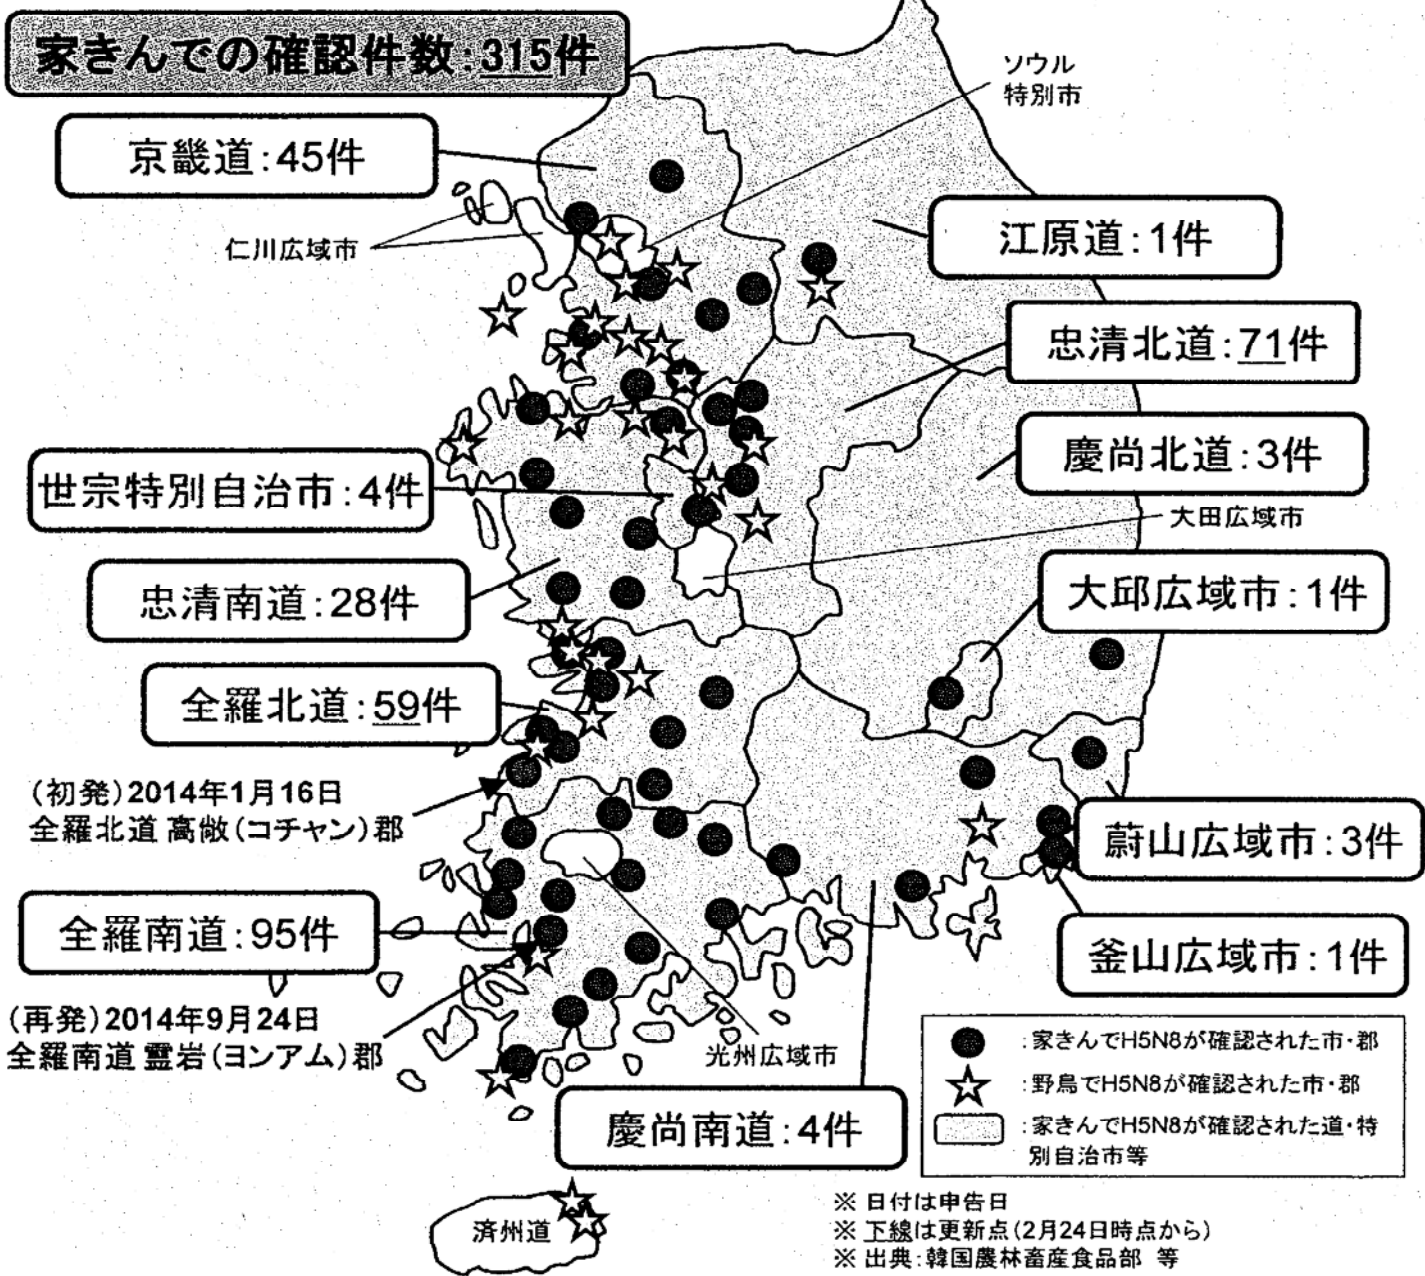 家きんでの確認件数:315件
ソウル
特別市
京畿道:45件
仁川広域市
江原道:1件
忠清北道:71件
慶尚北道:3件
世宗特別自治市:4件
大田広域市
忠清南道:28件
大邱広域市:1件
全羅北道:59件
(初発)2014年1月16日
全羅北道 高敞(コチャン)郡
蔚山広域市:3件
全羅南道:95件
釜山広域市:1件
(再発)2014年9月24日
全羅南道 霊岩(ヨンアム)郡
光州広域市
慶尚南道:4件
:家きんでH5N8が確認された市・郡
:野鳥でH5N8が確認された市・郡
:家きんでH5N8が確認された道・特
別自治市等
済州道
※ 日付は申告日
※ 下線は更新点(2月24日時点から)
※ 出典:韓国農林畜産食品部 等